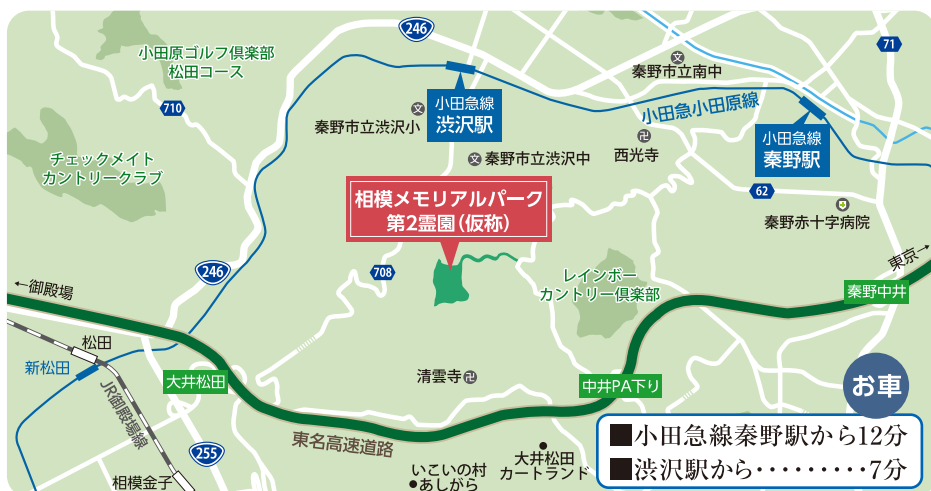 246
71
小田原ゴルフ倶楽部
松田コース
秦野市立南中
710
小田急線
渋沢駅
小田急小田原線
秦野市立渋沢小
小田急線
秦野駅
チェックメイト
カントリークラブ
秦野市立渋沢中
西光寺
62
相模メモリアルパーク
第2霊園(仮称)
秦野赤十字病院
246
708
レインボー
カントリー倶楽部
東京→
←御殿場
秦野中井
松田
新松田
大井松田
清雲寺
中井PA下り
お車
JR御殿場線
東名高速道路
255
相模金子
いこいの村
あしがら
大井松田
カートランド
■小田急線秦野駅から12分
■渋沢駅から・・・・・・・・・7分